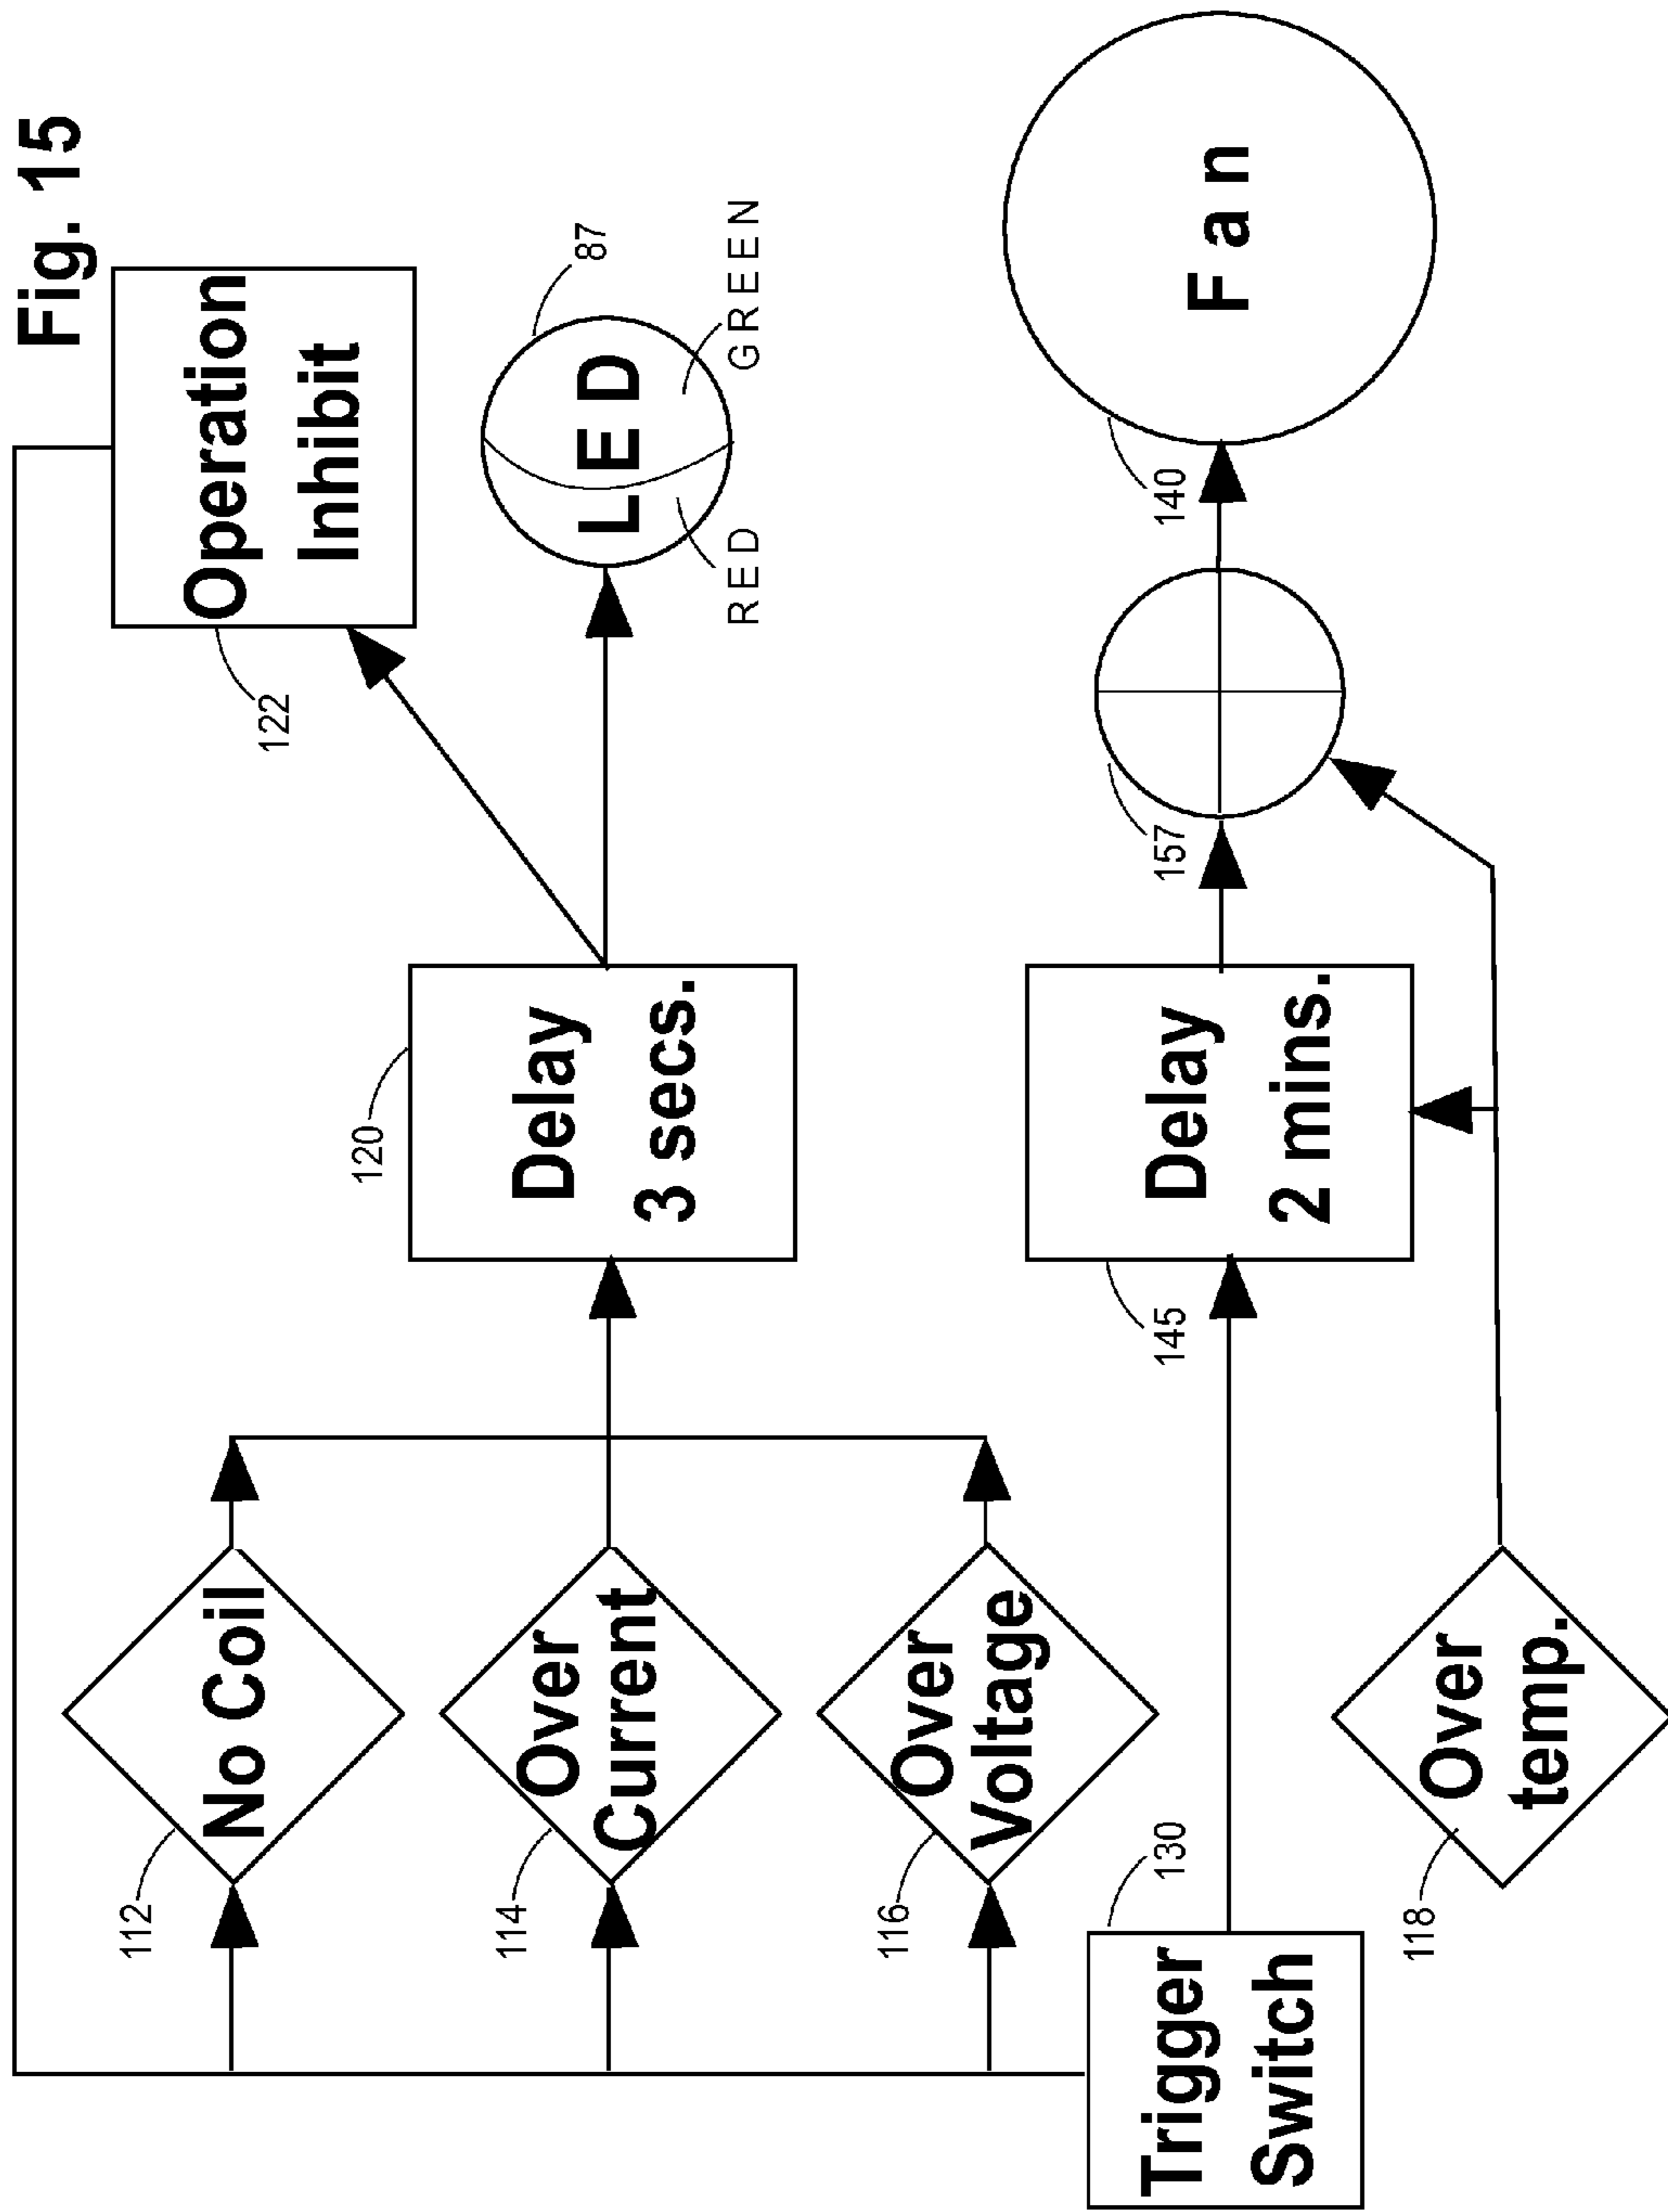 Fig. 15
Operation
Inhibit
122
LED
87
RED
GREEN
Delay
3 secs.
120
No Coil
112
Over
Current
114
Over
Voltage
116
Trigger
Switch
130
Delay
2 mins.
145
157
Fan
140
Over
temp.
118